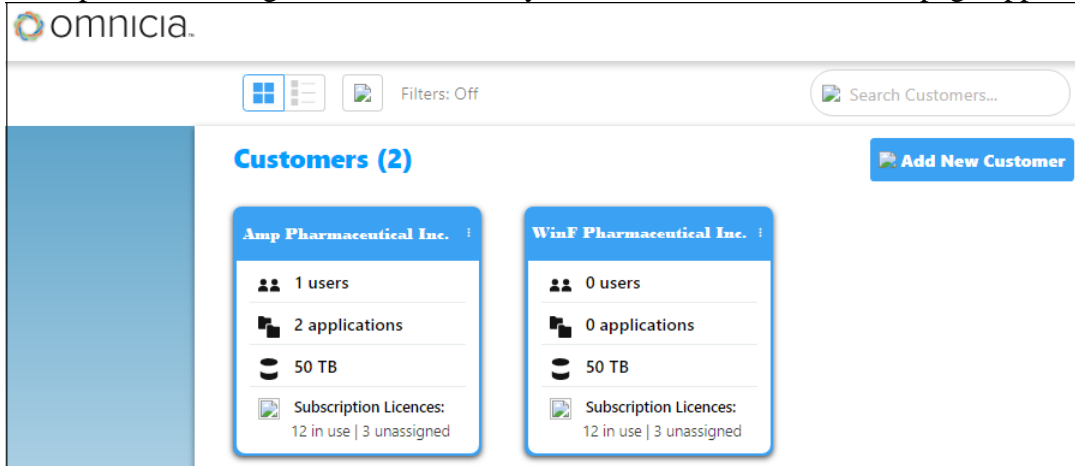 omnicia™
Filters: Off
Search Customers...
Customers (2)
Add New Customer
Amp Pharmaceutical Inc.
WinF Pharmaceutical Inc.
1 users
0 users
2 applications
0 applications
50 TB
50 TB
Subscription Licences:
Subscription Licences:
12 in use | 3 unassigned
12 in use | 3 unassigned